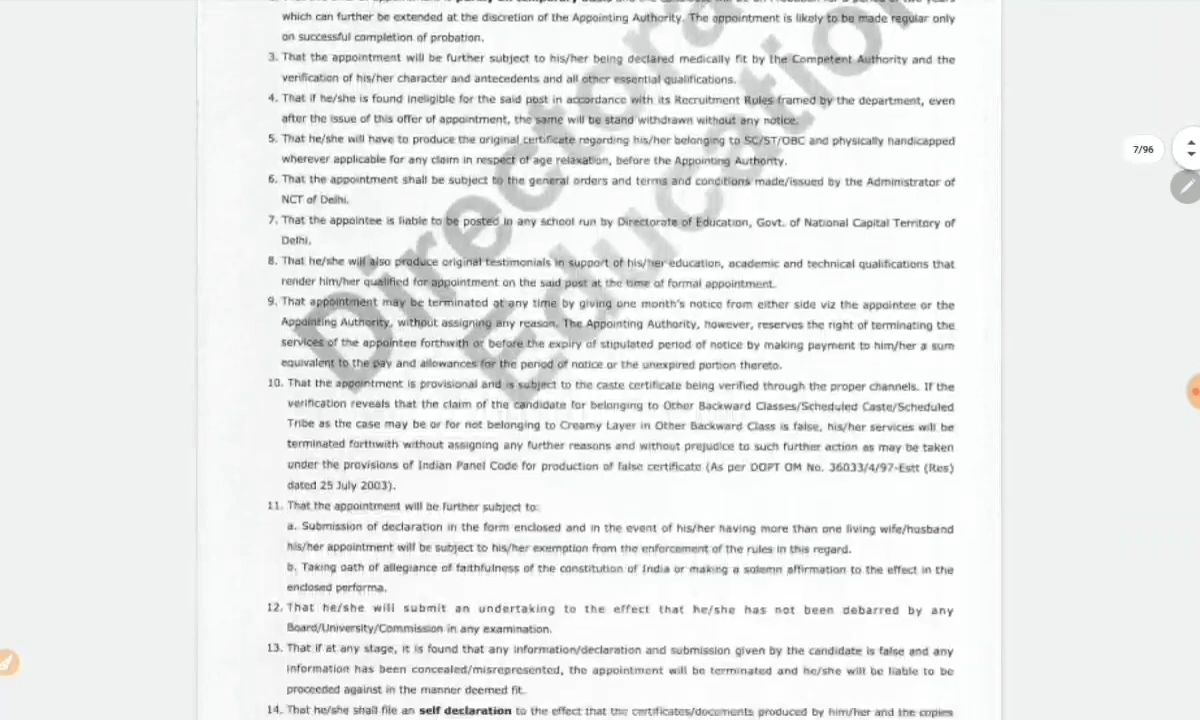 which can further be extended at the discretion of the Appointing Authority. The appointment is likely to be made regular only
on successful completion of probation.
3. That the appointment will be further subject to his/her being declared medically fit by the Competent Authority and the
verification of his/her character and antecedents and all other essential qualifications.
4. That if he/she is found ineligible for the said post in accordance with its Recruitment Rules framed by the department, even
after the issue of this offer of appointment, the same will be stand withdrawn without any notice.
5. That he/she will have to produce the original certificate regarding his/her belonging to SC/ST/OBC and physically handicapped
wherever applicable for any claim in respect of age relaxation, before the Appointing Authority.
6. That the appointment shall be subject to the general orders and terms and conditions made/issued by the Administrator of
NCT of Delhi.
7. That the appointee is liable to be posted in any school run by Directorate of Education, Govt. of National Capital Territory of
Delhi.
8. That he/she will also produce original testimonials in support of his/her education, academic and technical qualifications that
render him/her qualified for appointment on the said post at the time of formal appointment.
9. That appointment may be terminated at any time by giving one month's notice from either side viz the appointee or the
Appointing Authority, without assigning any reason. The Appointing Authority, however, reserves the right of terminating the
services of the appointee forthwith or before the expiry of stipulated period of notice by making payment to him/her a sum
equivalent to the pay and allowances for the period of notice or the unexpired portion thereto.
10. That the appointment is provisional and is subject to the caste certificate being verified through the proper channels. If the
verification reveals that the claim of the candidate for belonging to Other Backward Classes/Scheduled Caste/Scheduled
Tribe as the case may be or for not belonging to Creamy Layer in Other Backward Class is false, his/her services will be
terminated forthwith without assigning any further reasons and without prejudice to such further action as may be taken
under the provisions of Indian Panel Code for production of false certificate (As per DOPT OM No. 36033/4/97-Estt (Res)
dated 25 July 2003).
11. That the appointment will be further subject to:
a. Submission of declaration in the form enclosed and in the event of his/her having more than one living wife/husband
his/her appointment will be subject to his/her exemption from the enforcement of the rules in this regard.
b. Taking oath of allegiance of faithfulness of the constitution of India or making a solemn affirmation to the effect in the
enclosed performa.
12. That he/she will submit an undertaking to the effect that he/she has not been debarred by any
Board/University/Commission in any examination.
13. That if at any stage, it is found that any information/declaration and submission given by the candidate is false and any
information has been concealed/misrepresented, the appointment will be terminated and he/she will be liable to be
proceeded against in the manner deemed fit.
14. That he/she shall file an self declaration to the effect that the certificates/documents produced by him/her and the copies
7/96
Education